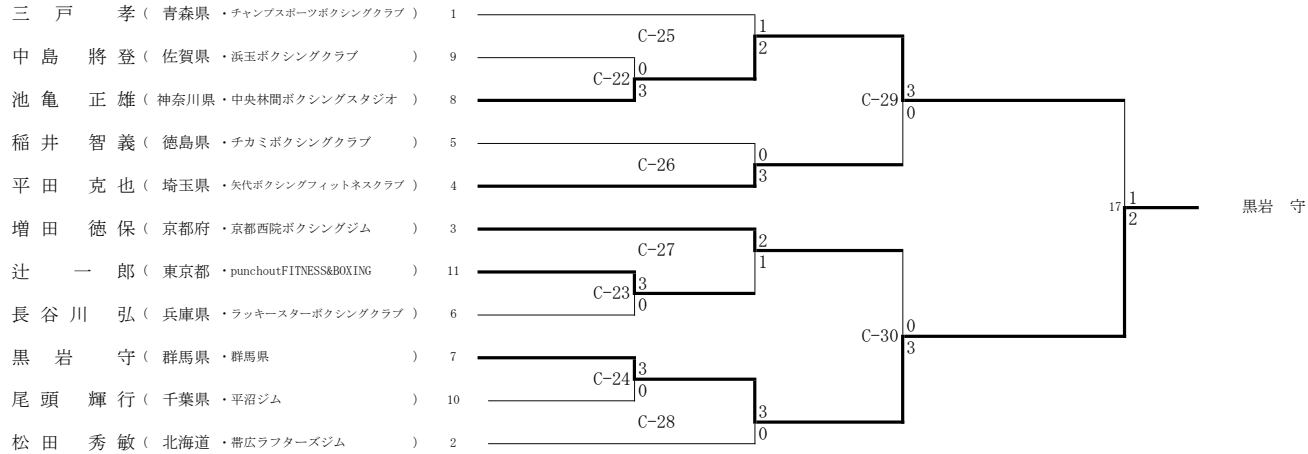 三 戸 孝 ( 青森県 ・チャンプスポーツボクシングクラブ ) 1
C-25 1
2
中 島 將 登 ( 佐賀県 ・浜玉ボクシングクラブ ) 9
C-22 0
3
池 亀 正 雄 ( 神奈川県 ・中央林間ボクシングスタジオ ) 8
C-29 3
0
稲 井 智 義 ( 徳島県 ・チカミボクシングクラブ ) 5
C-26 0
3
平 田 克 也 ( 埼玉県 ・矢代ボクシングフィットネスクラブ ) 4
17 1
2
黒岩 守
増 田 徳 保 ( 京都府 ・京都西院ボクシングジム ) 3
C-27 2
1
辻 一 郎 ( 東京都 ・punchoutFITNESS&BOXING ) 11
C-23 3
0
長 谷 川 弘 ( 兵庫県 ・ラッキースターボクシングクラブ ) 6
C-30 0
3
黒 岩 守 ( 群馬県 ・群馬県 ) 7
C-24 3
0
尾 頭 輝 行 ( 千葉県 ・平沼ジム ) 10
C-28 3
0
松 田 秀 敏 ( 北海道 ・帯広ラフターズジム ) 2